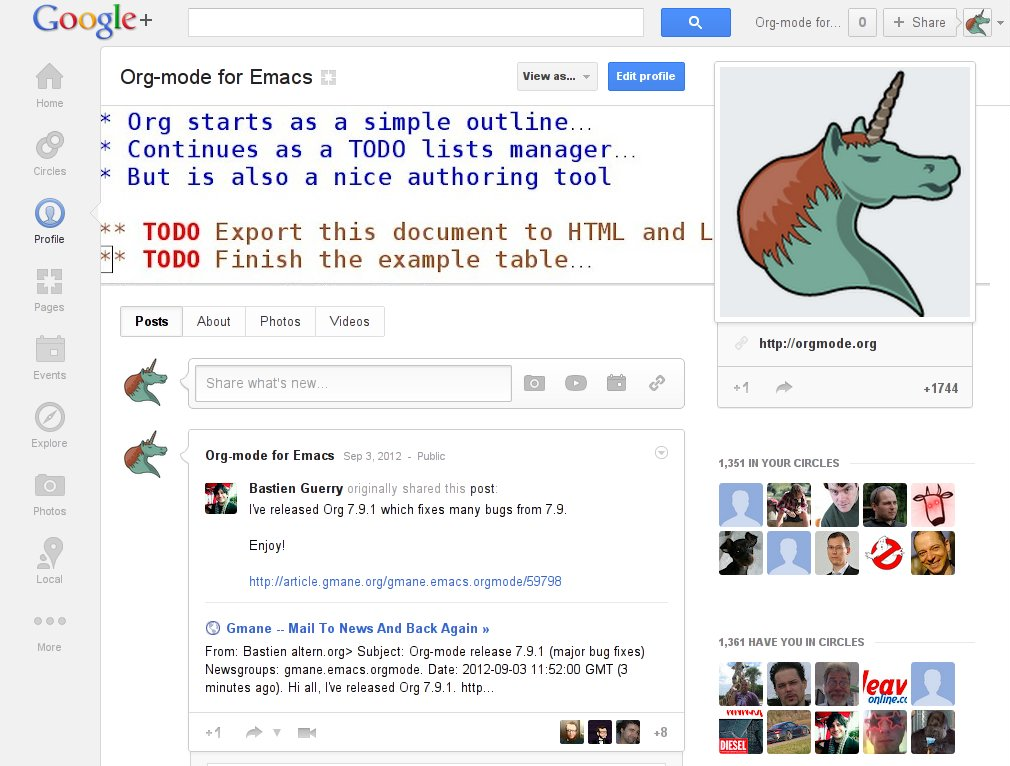 Google+
Org-mode for...
0
+ Share
Home
Circles
Profile
Pages
Events
Explore
Photos
Local
More
Org-mode for Emacs
View as...
Edit profile
* Org starts as a simple outline...
* Continues as a TODO lists manager...
* But is also a nice authoring tool
** TODO Export this document to HTML and L
** TODO Finish the example table...
Posts
About
Photos
Videos
http://orgmode.org
+1
+1744
Share what's new...
Org-mode for Emacs Sep 3, 2012 - Public
Bastien Guerry originally shared this post:
I've released Org 7.9.1 which fixes many bugs from 7.9.
Enjoy!
http://article.gmane.org/gmane.emacs.orgmode/59798
Gmane -- Mail To News And Back Again »
From: Bastien altern.org> Subject: Org-mode release 7.9.1 (major bug fixes)
Newsgroups: gmane.emacs.orgmode. Date: 2012-09-03 11:52:00 GMT (3
minutes ago). Hi all, I've released Org 7.9.1. http...
+1
+8
1,351 IN YOUR CIRCLES
1,361 HAVE YOU IN CIRCLES
leav
online.co
DIESEL